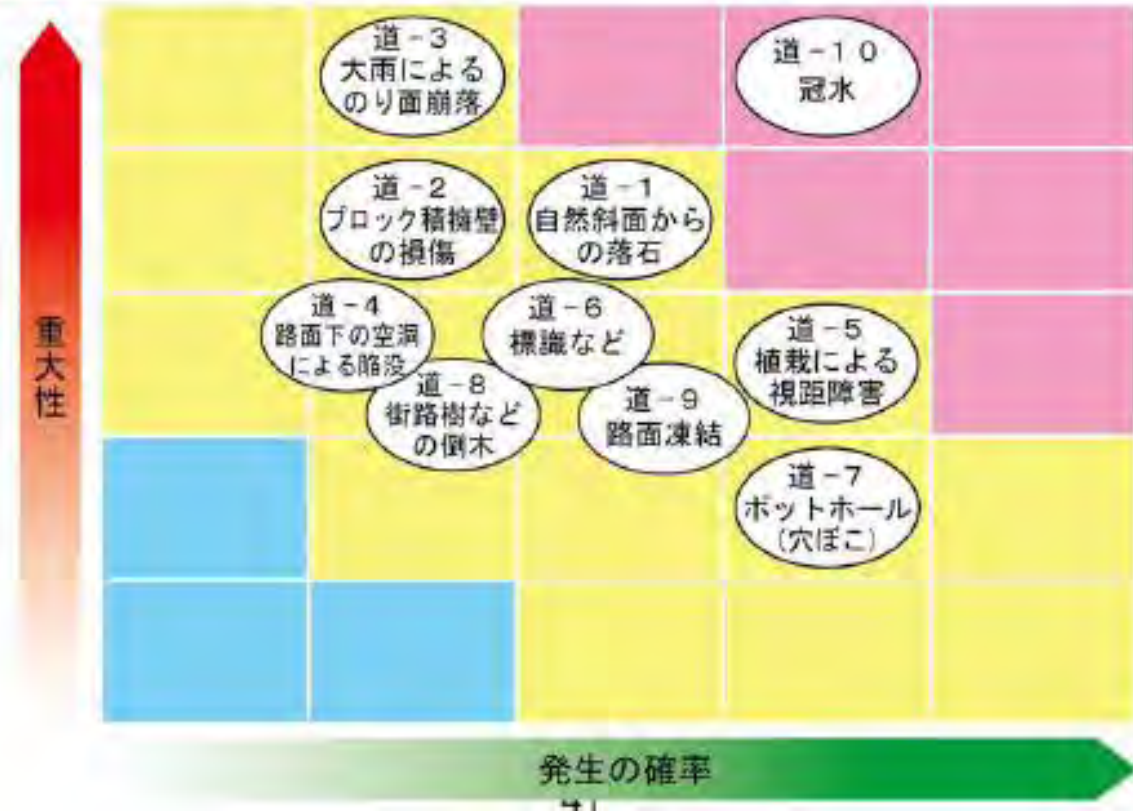 道-3
大雨による
のり面崩落
道-10
冠水
道-2
ブロック積擁壁
の損傷
道-1
自然斜面から
の落石
道-4
路面下の空洞
による陥没
道-6
標識など
道-5
植栽による
視距障害
道-8
街路樹など
の倒木
道-9
路面凍結
道-7
ポットホール
(穴ぼこ)
重大性
発生の確率